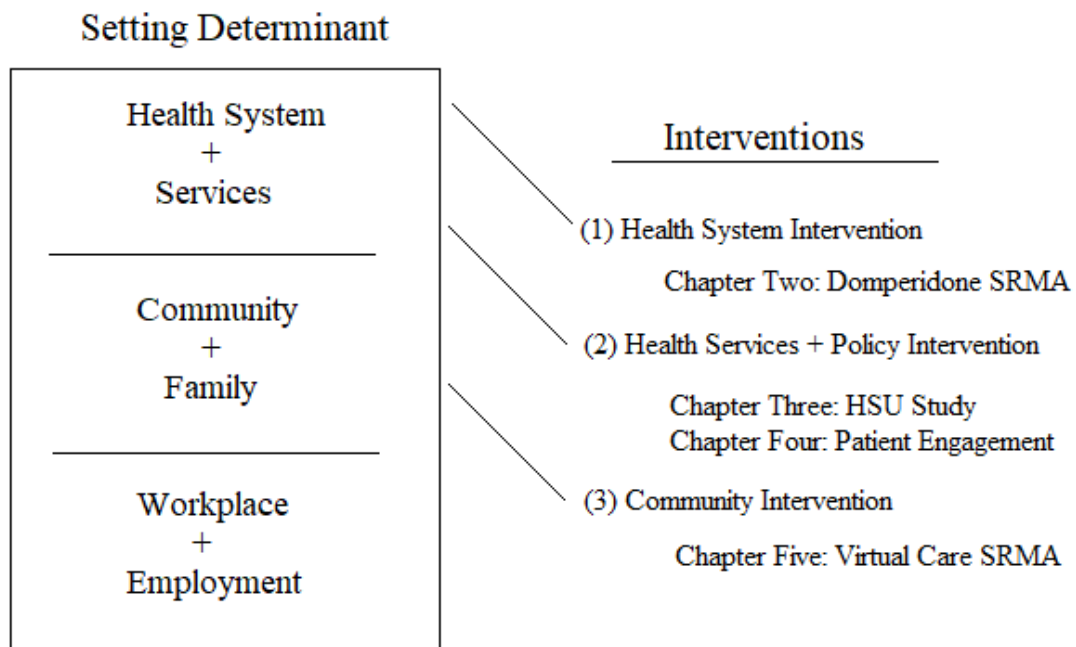 Setting Determinant
Health System
+
Services
Community
+
Family
Workplace
+
Employment
Interventions
(1) Health System Intervention
Chapter Two: Domperidone SRMA
(2) Health Services + Policy Intervention
Chapter Three: HSU Study
Chapter Four: Patient Engagement
(3) Community Intervention
Chapter Five: Virtual Care SRMA